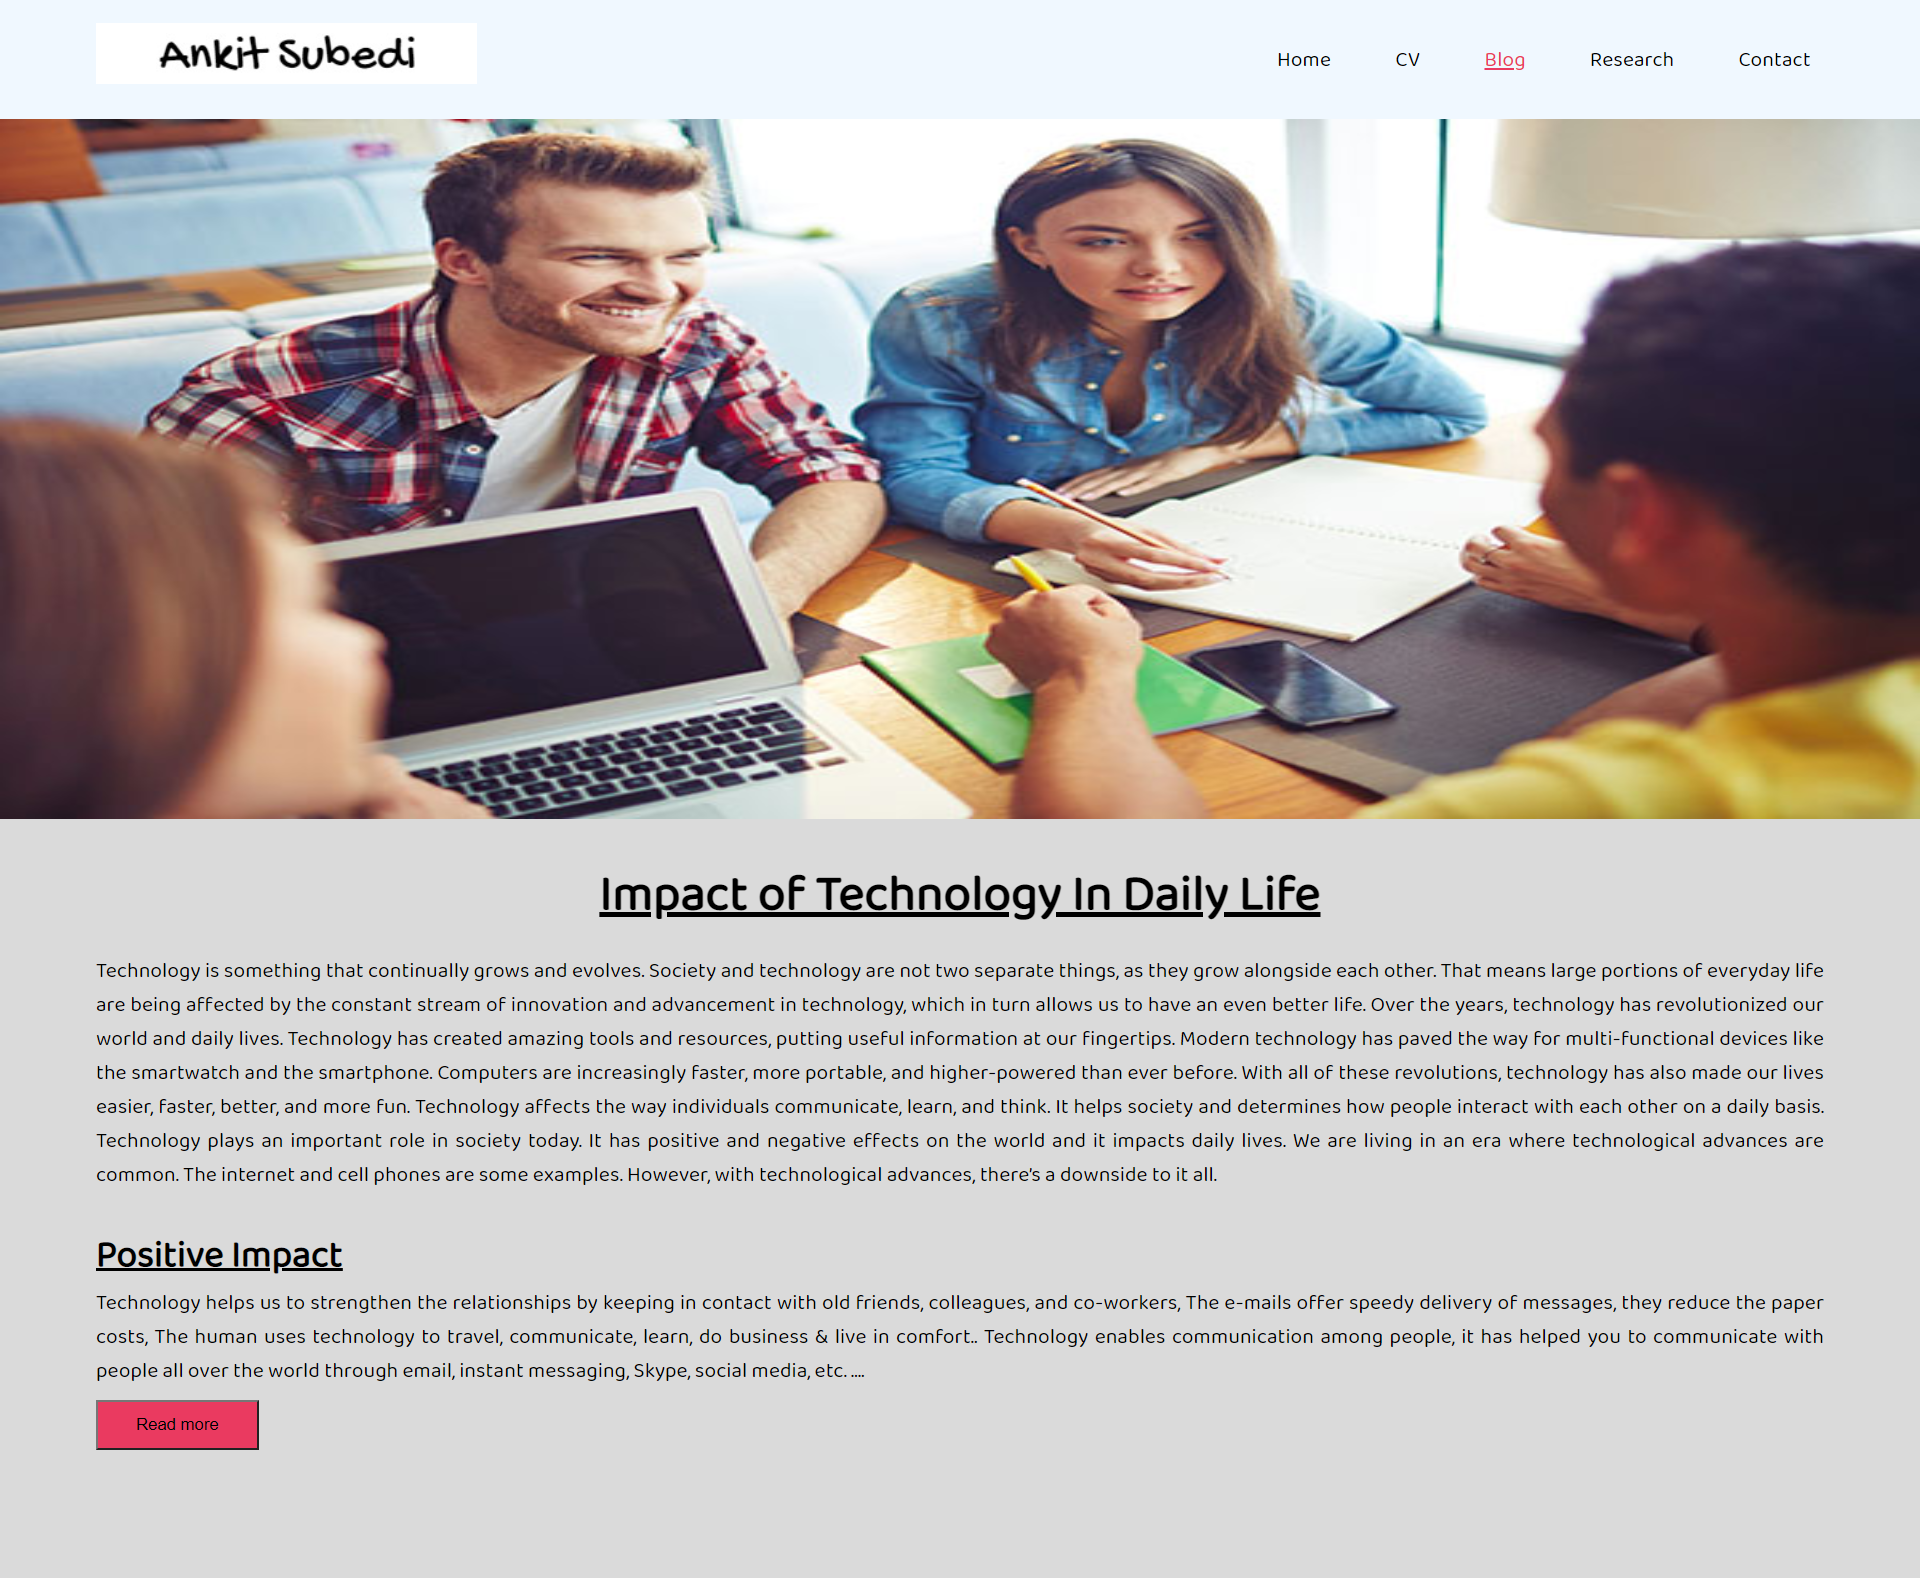 Ankit Subedi
Home CV Blog Research Contact
Impact of Technology In Daily Life
Technology is something that continually grows and evolves. Society and technology are not two separate things, as they grow alongside each other. That means large portions of everyday life
are being affected by the constant stream of innovation and advancement in technology, which in turn allows us to have an even better life. Over the years, technology has revolutionized our
world and daily lives. Technology has created amazing tools and resources, putting useful information at our fingertips. Modern technology has paved the way for multi-functional devices like
the smartwatch and the smartphone. Computers are increasingly faster, more portable, and higher-powered than ever before. With all of these revolutions, technology has also made our lives
easier, faster, better, and more fun. Technology affects the way individuals communicate, learn, and think. It helps society and determines how people interact with each other on a daily basis.
Technology plays an important role in society today. It has positive and negative effects on the world and it impacts daily lives. We are living in an era where technological advances are
common. The internet and cell phones are some examples. However, with technological advances, there's a downside to it all.
Positive Impact
Technology helps us to strengthen the relationships by keeping in contact with old friends, colleagues, and co-workers, The e-mails offer speedy delivery of messages, they reduce the paper
costs, The human uses technology to travel, communicate, learn, do business & live in comfort.. Technology enables communication among people, it has helped you to communicate with
people all over the world through email, instant messaging, Skype, social media, etc. ....
Read more